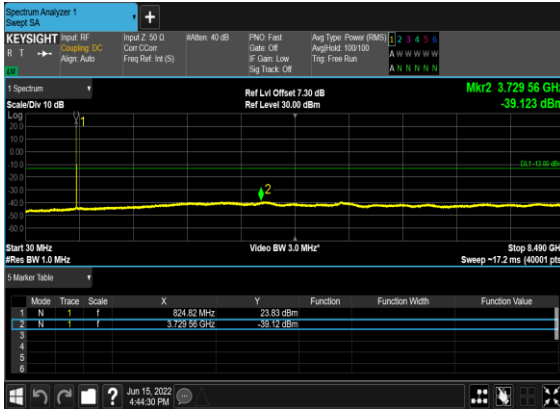 Spectrum Analyzer 1
Swept SA
+
KEYSIGHT Input: RF Input Z: 50 Ω #Atten: 40 dB PNO: Fast Avg Type: Power (RMS) 1 2 3 4 5 6
R T Coupling: DC Corr CCorr Gate: Off Avg|Hold: 100/100 A W W W W W
Align: Auto Freq Ref: Int (S) IF Gain: Low Trig: Free Run
Sig Track: Off A N N N N N
1 Spectrum Ref Lvl Offset 7.30 dB Mkr2 3.729 56 GHz
Scale/Div 10 dB Ref Level 30.00 dBm -39.123 dBm
Log
1
20.0
10.0
0.00
-10.0
DL1 -13.00 dBm
-20.0
-30.0
2
-40.0
-50.0
-60.0
Start 30 MHz Video BW 3.0 MHz* Stop 8.490 GHz
#Res BW 1.0 MHz Sweep ~17.2 ms (40001 pts)
5 Marker Table
Mode Trace Scale X Y Function Function Width Function Value
1 N 1 f 824.82 MHz 23.83 dBm
2 N 1 f 3.729 56 GHz -39.12 dBm
3
4
5
6
? Jun 15, 2022
4:44:30 PM